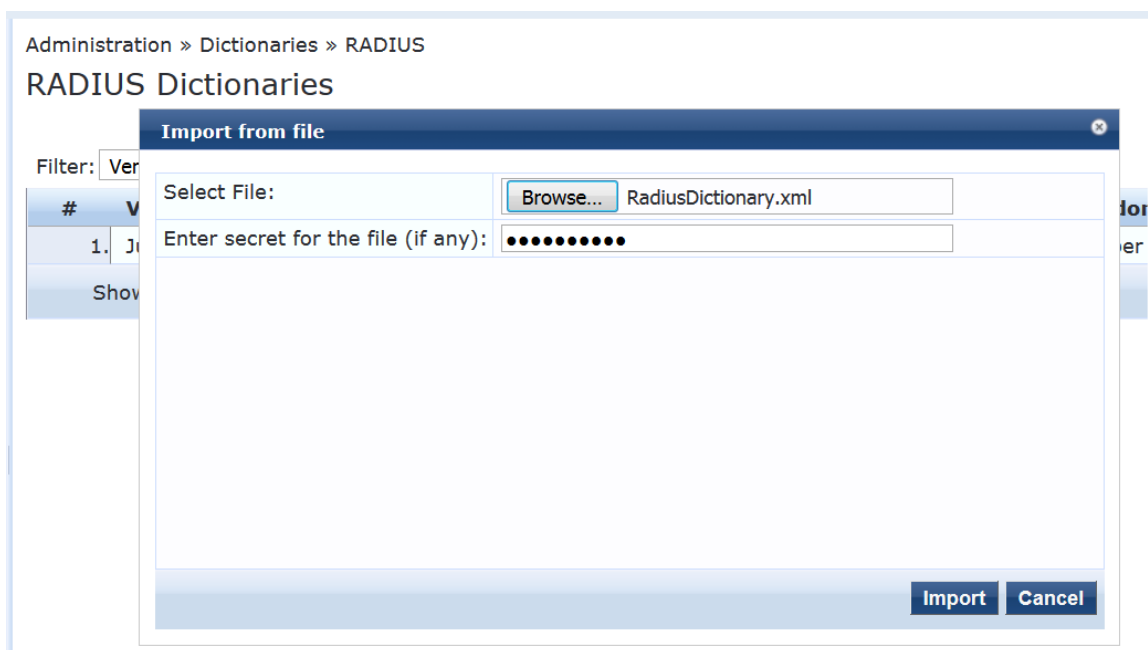 Administration » Dictionaries » RADIUS
RADIUS Dictionaries
Import from file
Filter:
#
Select File: Browse... RadiusDictionary.xml
Enter secret for the file (if any): ••••••••••
1.
Import Cancel